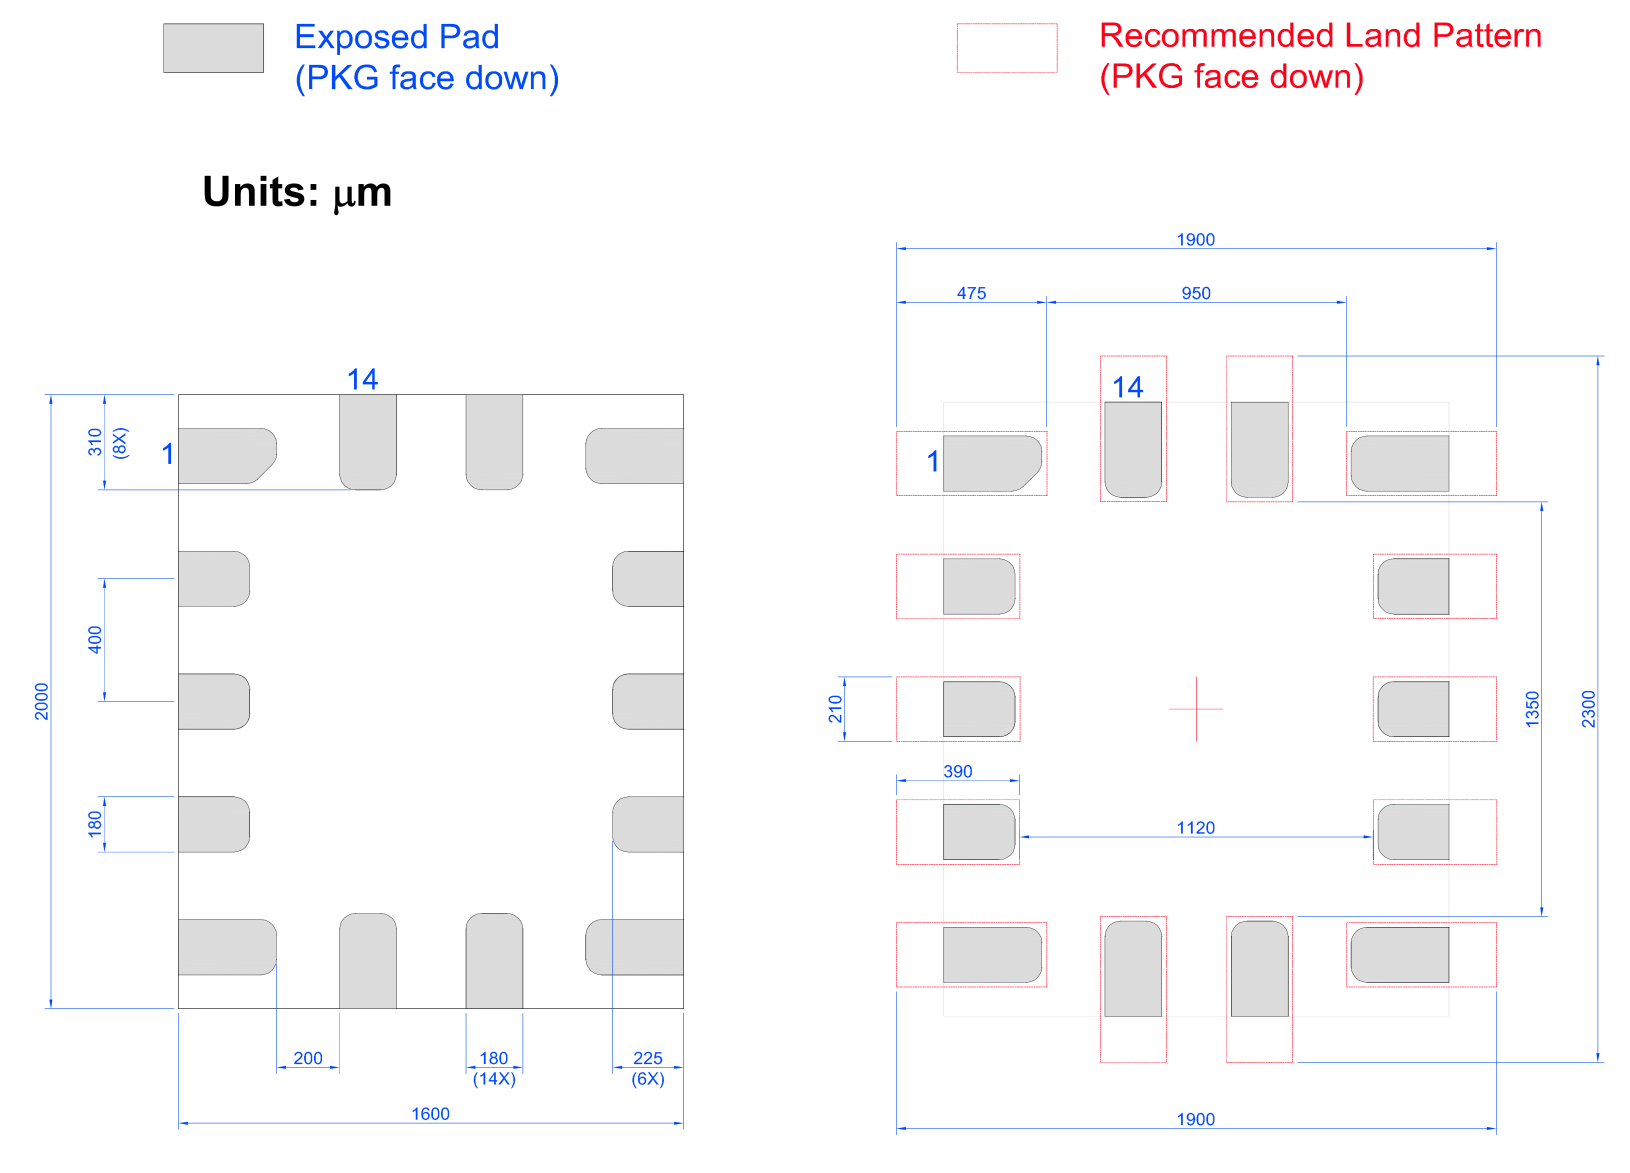 Exposed Pad
(PKG face down)
Recommended Land Pattern
(PKG face down)
Units: μm
14
1
310
(8X)
400
2000
180
200
180
(14X)
225
(6X)
1600
1900
475
950
14
1
210
390
1120
1350
2300
1900